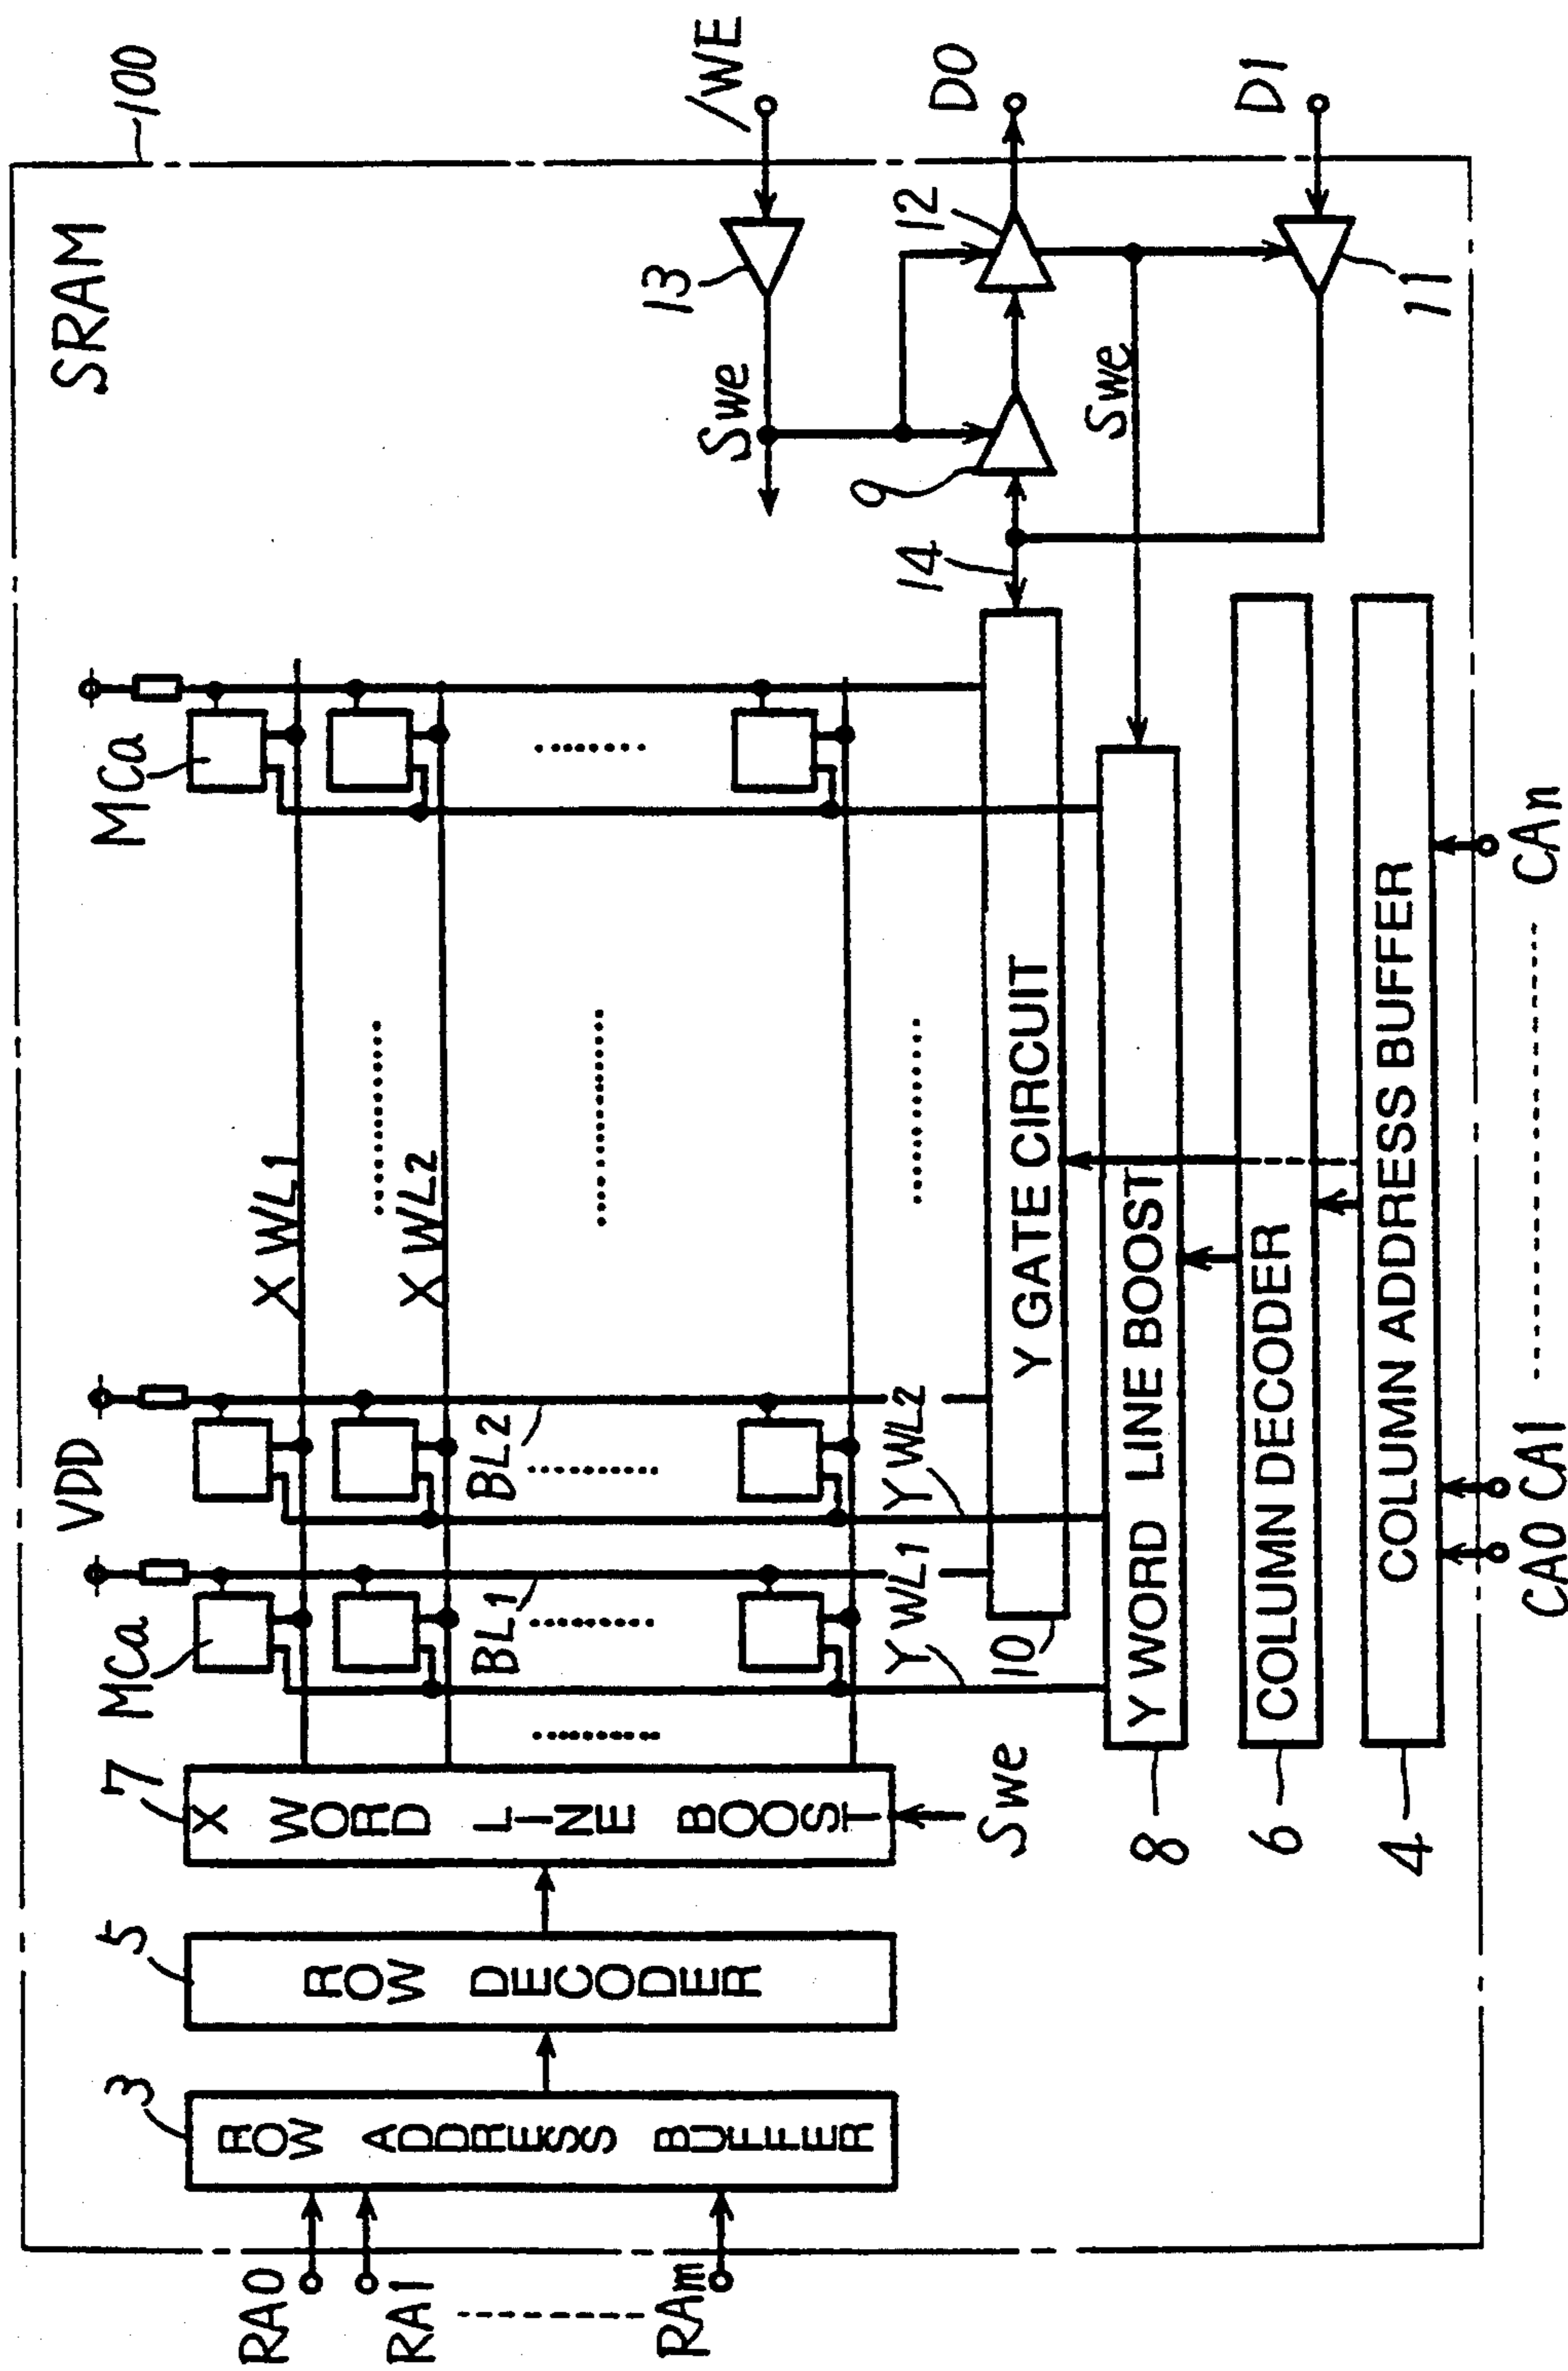 SRAM
100
VDD
MCa
MCa
X WL1
X WL2
BL1
BL2
Y WL1
Y WL2
RA0
RA1
RAm
3
ROW ADDRESS BUFFER
5
ROW DECODER
7
X WORD LINE BOOST
Swe
13
/WE
Swe
9
12
D0
14
Swe
11
D1
10
Y GATE CIRCUIT
8
Y WORD LINE BOOST
6
COLUMN DECODER
4
COLUMN ADDRESS BUFFER
CA0 CA1
CAn